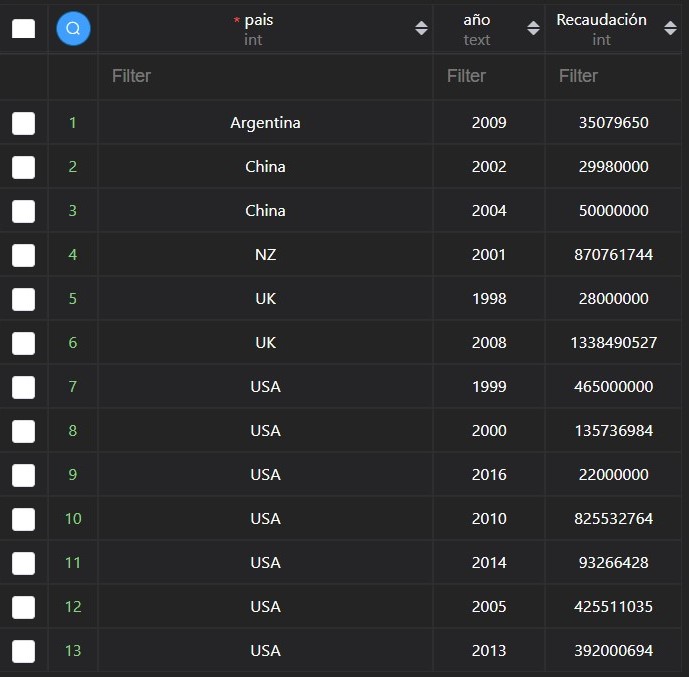 * pais año Recaudación
int text int
Filter Filter Filter
1 Argentina 2009 35079650
2 China 2002 29980000
3 China 2004 50000000
4 NZ 2001 870761744
5 UK 1998 28000000
6 UK 2008 1338490527
7 USA 1999 465000000
8 USA 2000 135736984
9 USA 2016 22000000
10 USA 2010 825532764
11 USA 2014 93266428
12 USA 2005 425511035
13 USA 2013 392000694